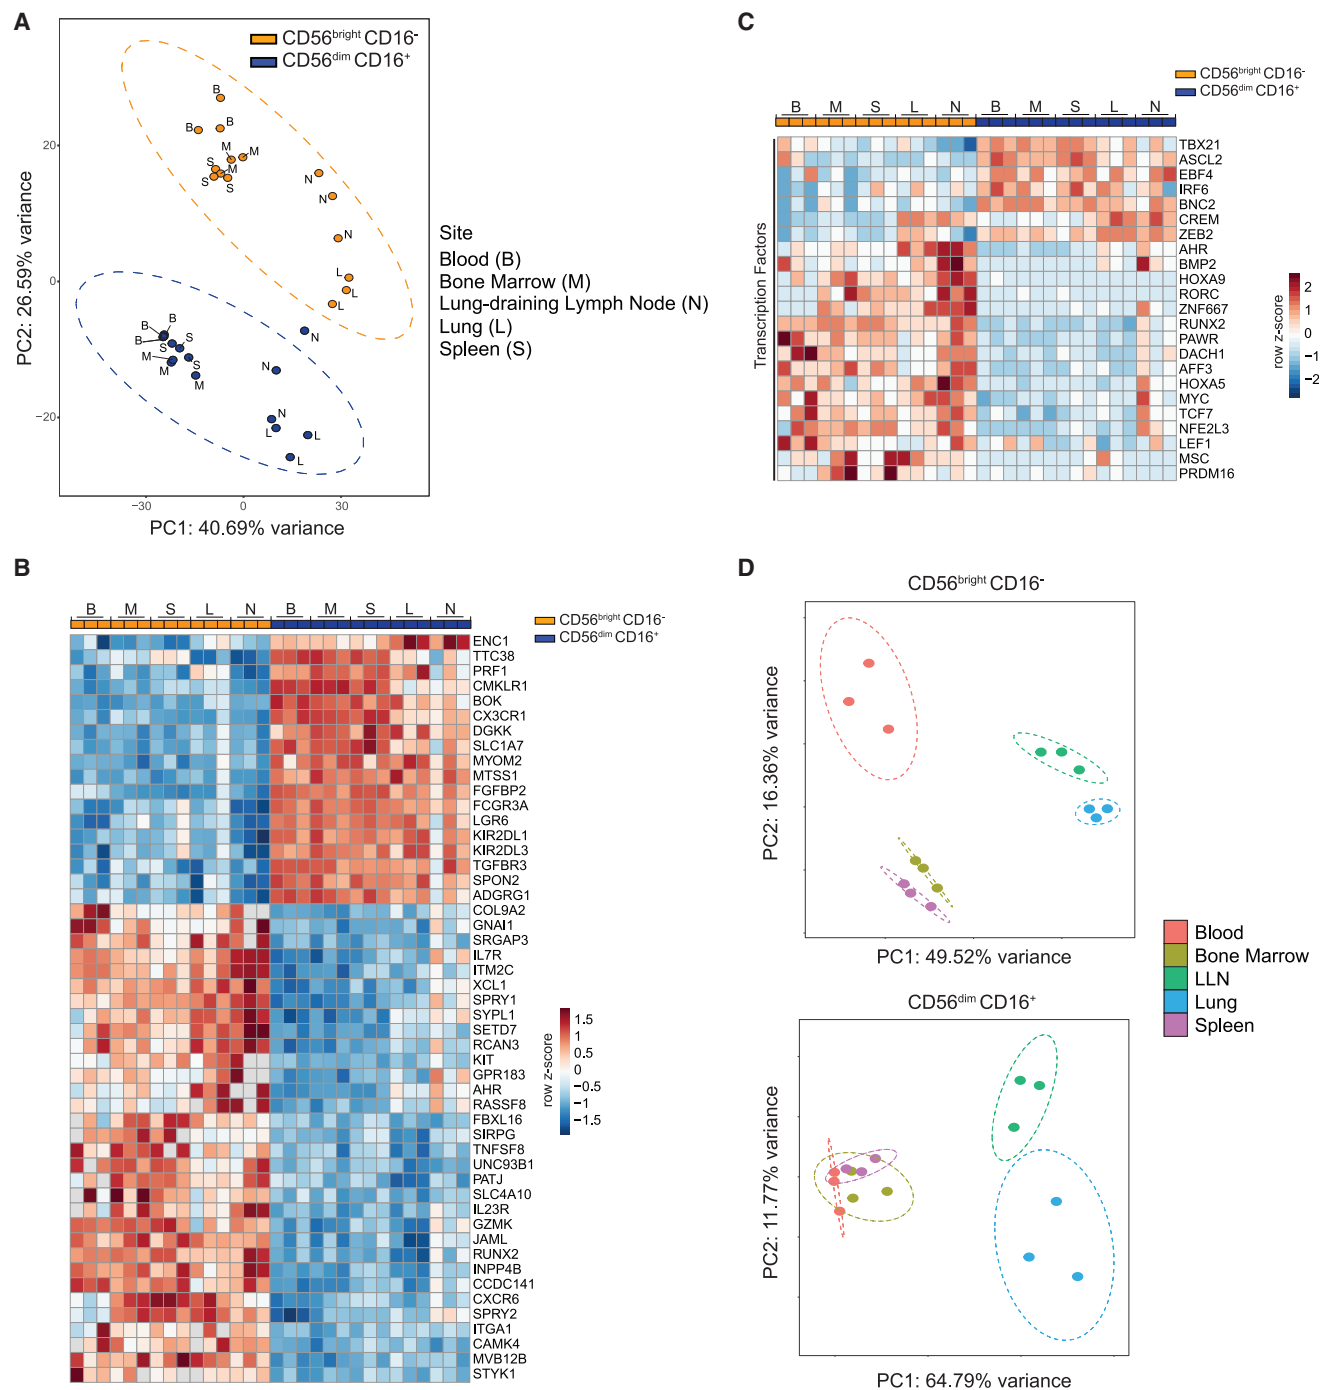 A
CD56bright CD16-
CD56dim CD16+
B
B
B
M
M
S
M
S
S
N
N
N
L
L
L
B
B
B
S
S
M
M
M
N
N
N
L
L
L
20
0
−20
−30
0
30
PC2: 26.59% variance
PC1: 40.69% variance
Site
Blood (B)
Bone Marrow (M)
Lung-draining Lymph Node (N)
Lung (L)
Spleen (S)
B
B M S L N B M S L N
CD56bright CD16-
CD56dim CD16+
ENC1
TTC38
PRF1
CMKLR1
BOK
CX3CR1
DGKK
SLC1A7
MYOM2
MTSS1
FGFBP2
FCGR3A
LGR6
KIR2DL1
KIR2DL3
TGFBR3
SPON2
ADGRG1
COL9A2
GNAI1
SRGAP3
IL7R
ITM2C
XCL1
SPRY1
SYPL1
SETD7
RCAN3
KIT
GPR183
AHR
RASSF8
FBXL16
SIRPG
TNFSF8
UNC93B1
PATJ
SLC4A10
IL23R
GZMK
JAML
RUNX2
INPP4B
CCDC141
CXCR6
SPRY2
ITGA1
CAMK4
MVB12B
STYK1
row z-score
1.5
1
0.5
0
−0.5
−1
−1.5
C
CD56bright CD16-
CD56dim CD16+
B M S L N B M S L N
Transcription Factors
TBX21
ASCL2
EBF4
IRF6
BNC2
CREM
ZEB2
AHR
BMP2
HOXA9
RORC
ZNF667
RUNX2
PAWR
DACH1
AFF3
HOXA5
MYC
TCF7
NFE2L3
LEF1
MSC
PRDM16
row z-score
2
1
0
−1
−2
D
CD56bright CD16-
PC2: 16.36% variance
PC1: 49.52% variance
CD56dim CD16+
PC2: 11.77% variance
PC1: 64.79% variance
Blood
Bone Marrow
LLN
Lung
Spleen